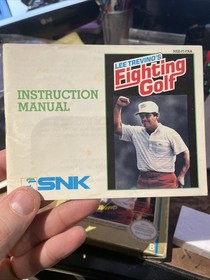 LEE TREVINO'S
Fighting
Golf
INSTRUCTION
MANUAL
SNK